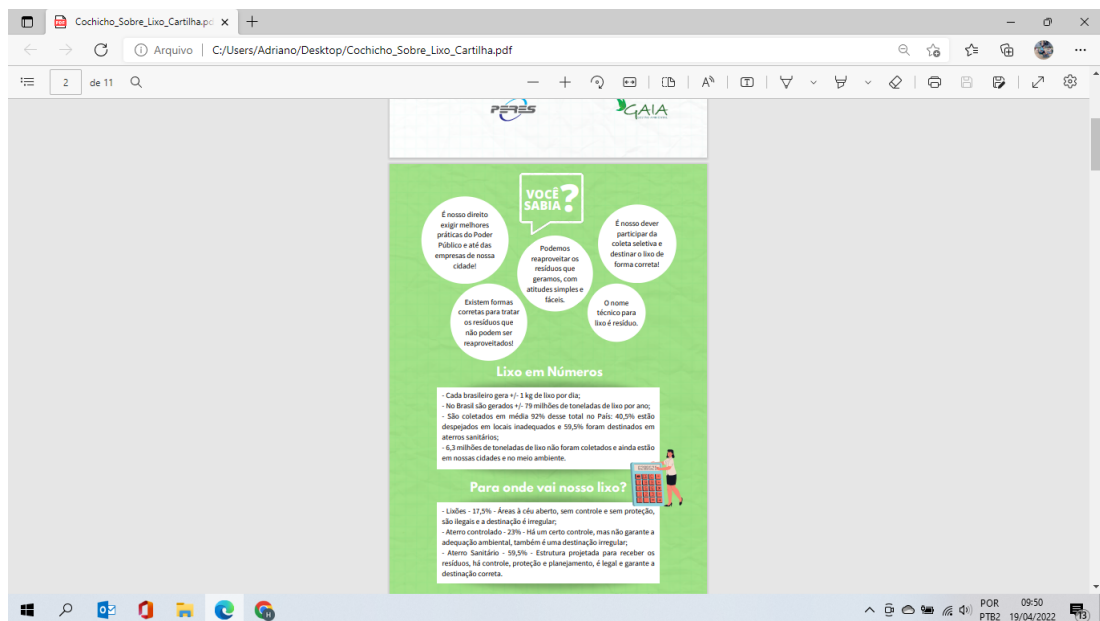 Cochicho_Sobre_Lixo_Cartilha.pd
Arquivo
C:/Users/Adriano/Desktop/Cochicho_Sobre_Lixo_Cartilha.pdf
2
de 11
PERES
GAIA
VOCÊ
SABIA ?
É nosso direito
exigir melhores
práticas do Poder
Público e até das
empresas de nossa
cidade!
Podemos
reaproveitar os
resíduos que
geramos, com
atitudes simples e
fáceis.
É nosso dever
participar da
coleta seletiva e
destinar o lixo de
forma correta!
Existem formas
corretas para tratar
os resíduos que
não podem ser
reaproveitados!
O nome
técnico para
lixo é resíduo.
Lixo em Números
- Cada brasileiro gera +/- 1 kg de lixo por dia;
- No Brasil são gerados +/- 79 milhões de toneladas de lixo por ano;
- São coletados em média 92% desse total no País: 40,5% estão
despejados em locais inadequados e 59,5% foram destinados em
aterros sanitários;
- 6,3 milhões de toneladas de lixo não foram coletados e ainda estão
em nossas cidades e no meio ambiente.
Para onde vai nosso lixo?
- Lixões - 17,5% - Áreas à céu aberto, sem controle e sem proteção,
são ilegais e a destinação é irregular;
- Aterro controlado - 23% - Há um certo controle, mas não garante a
adequação ambiental, também é uma destinação irregular;
- Aterro Sanitário - 59,5% - Estrutura projetada para receber os
resíduos, há controle, proteção e planejamento, é legal e garante a
destinação correta.
POR
PTB2
09:50
19/04/2022
13